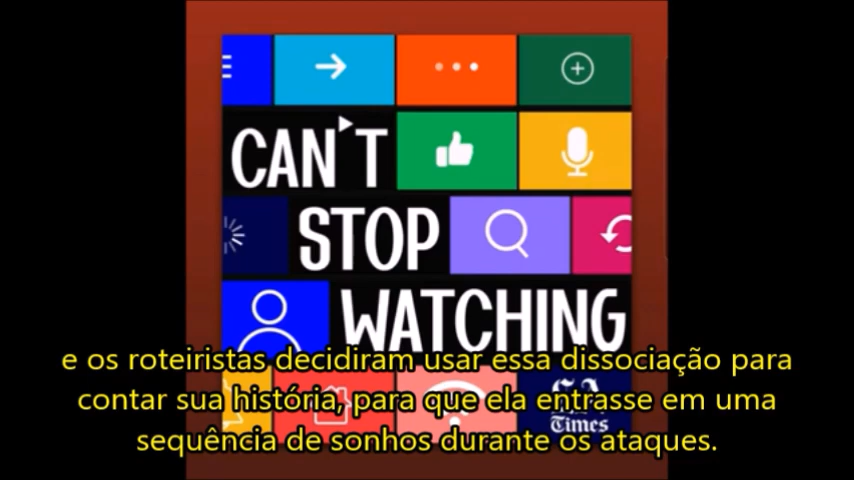 CAN'T
STOP
WATCHING
e os roteiristas decidiram usar essa dissociação para
contar sua história, para que ela entrasse em uma
sequência de sonhos durante os ataques.
Times